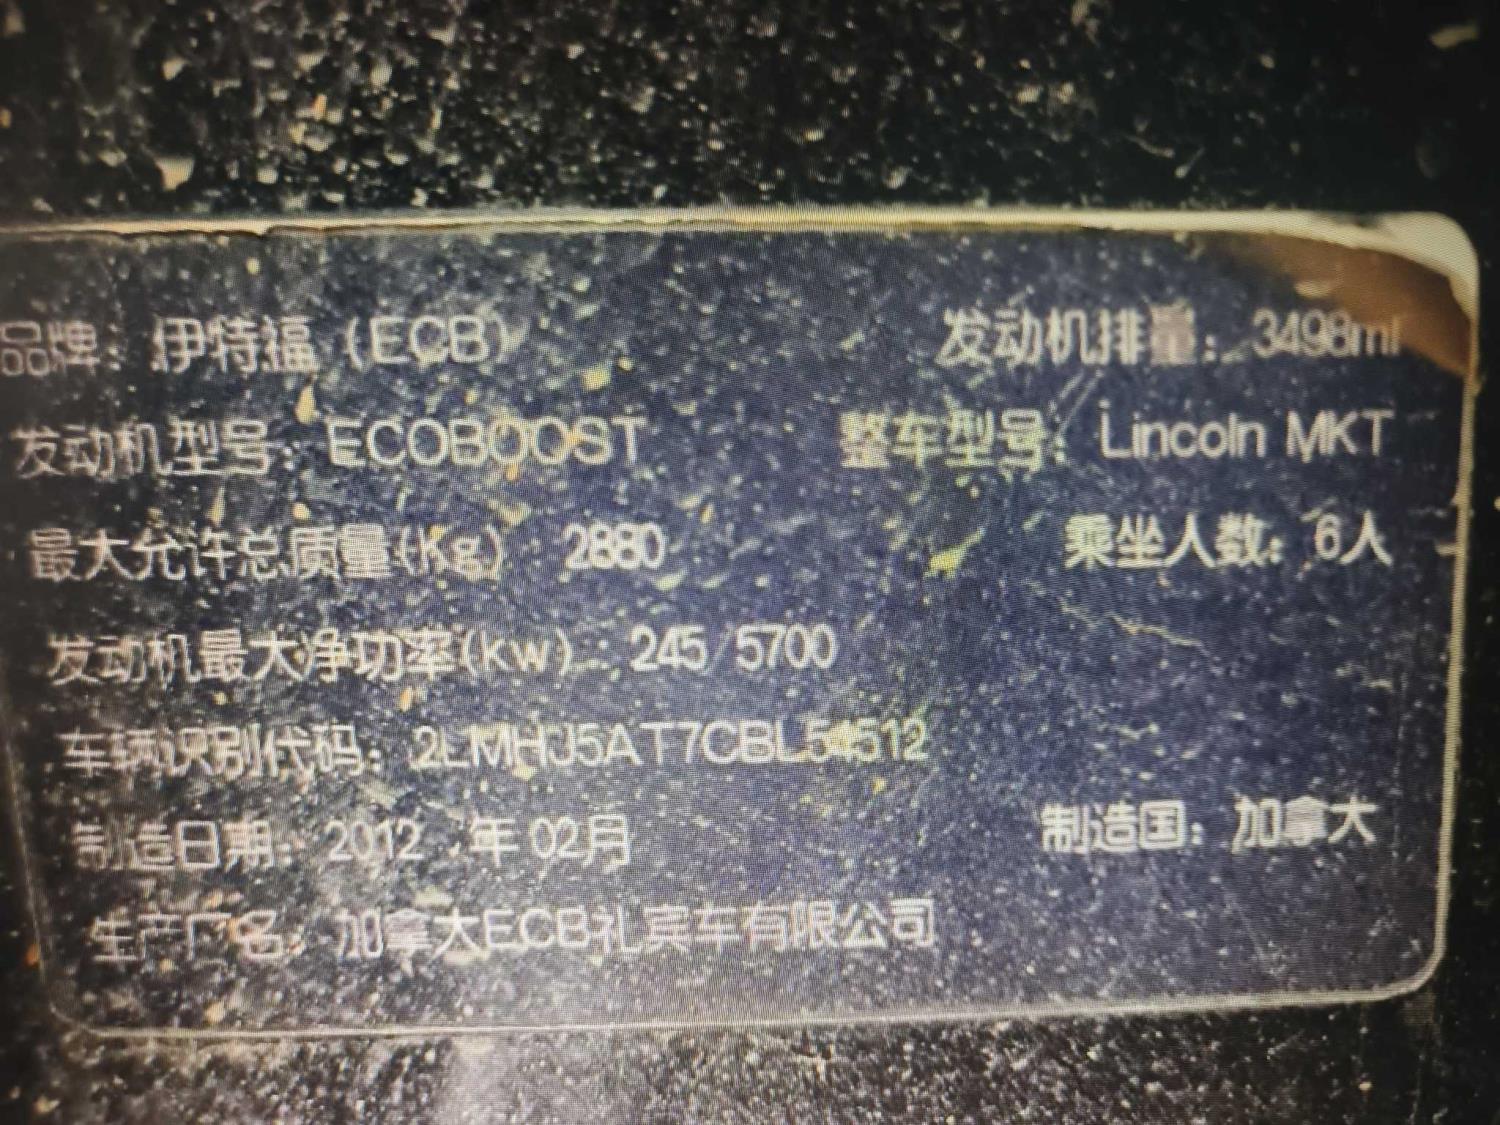 品牌: 伊特福 (ECB) 发动机排量: 3498ml
发动机型号: ECOBOOST 整车型号: Lincoln MKT
最大允许总质量(Kg) 2880 乘坐人数: 6人
发动机最大净功率(kw): 245/5700
车辆识别代码: 2LMHJ5AT7CBL54512
制造日期: 2012 年 02月 制造国: 加拿大
生产厂名: 加拿大ECB礼宾车有限公司